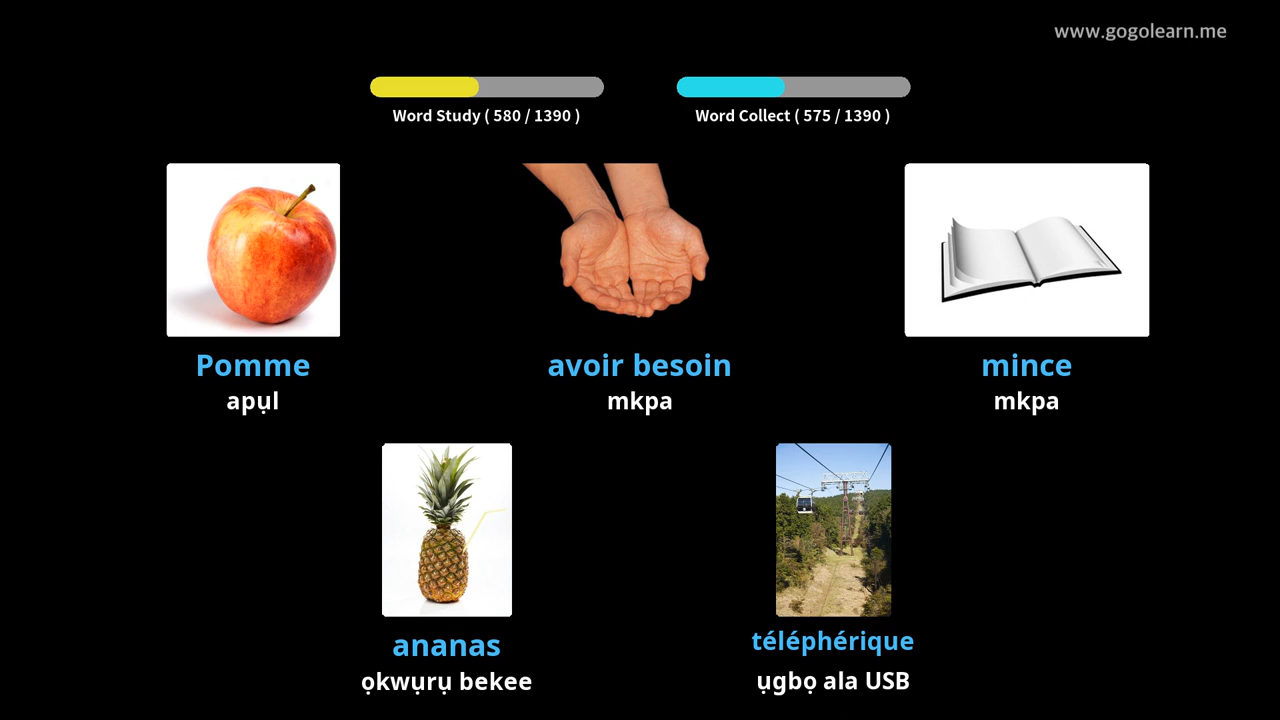 www.gogolearn.me
Word Study ( 580 / 1390 )
Word Collect ( 575 / 1390 )
Pomme
apụl
avoir besoin
mkpa
mince
mkpa
ananas
ọkwụrụ bekee
téléphérique
ụgbọ ala USB